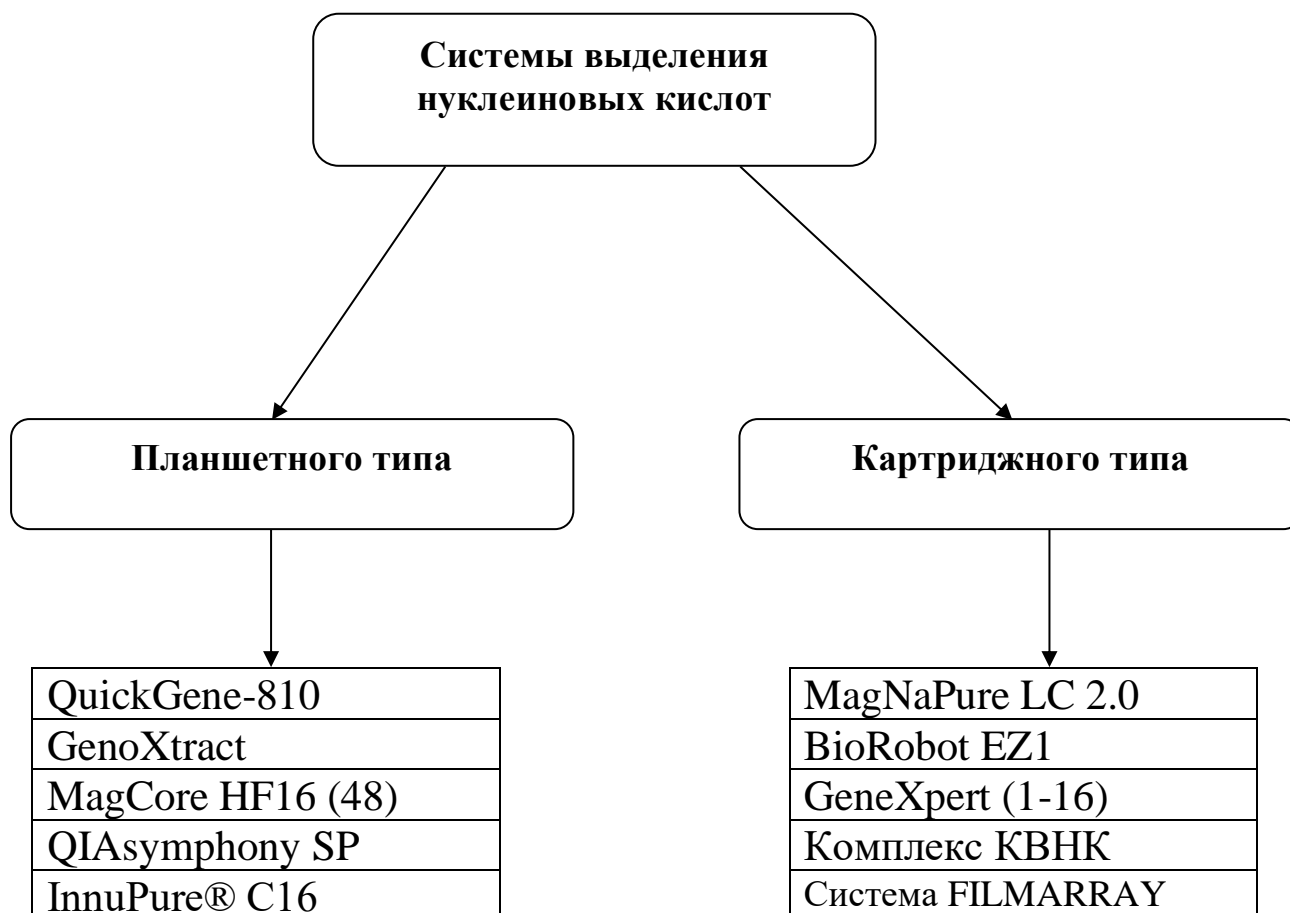 Системы выделения
нуклеиновых кислот
Планшетного типа
Картриджного типа
QuickGene-810
GenoXtract
MagCore HF16 (48)
QIAsymphony SP
InnuPure® C16
MagNaPure LC 2.0
BioRobot EZ1
GeneXpert (1-16)
Комплекс КВНК
Система FILMARRAY